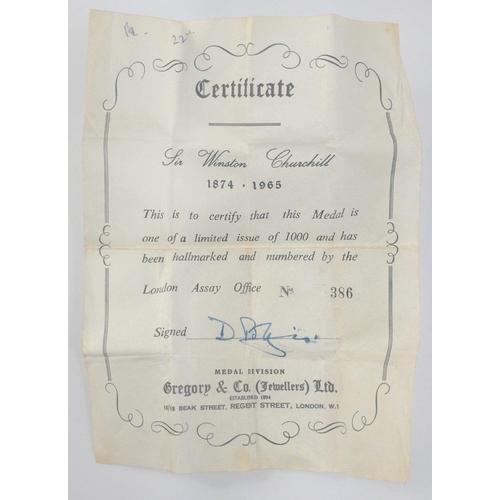 22
Certificate
Sir Winston Churchill
1874 · 1965
This is to certify that this Medal is
one of a limited issue of 1000 and has
been hallmarked and numbered by the
London Assay Office Nº 386
Signed
MEDAL DIVISION
Gregory & Co. (Jewellers) Ltd.
ESTABLISHED 1894
BEAK STREET, REGENT STREET, LONDON, W.1